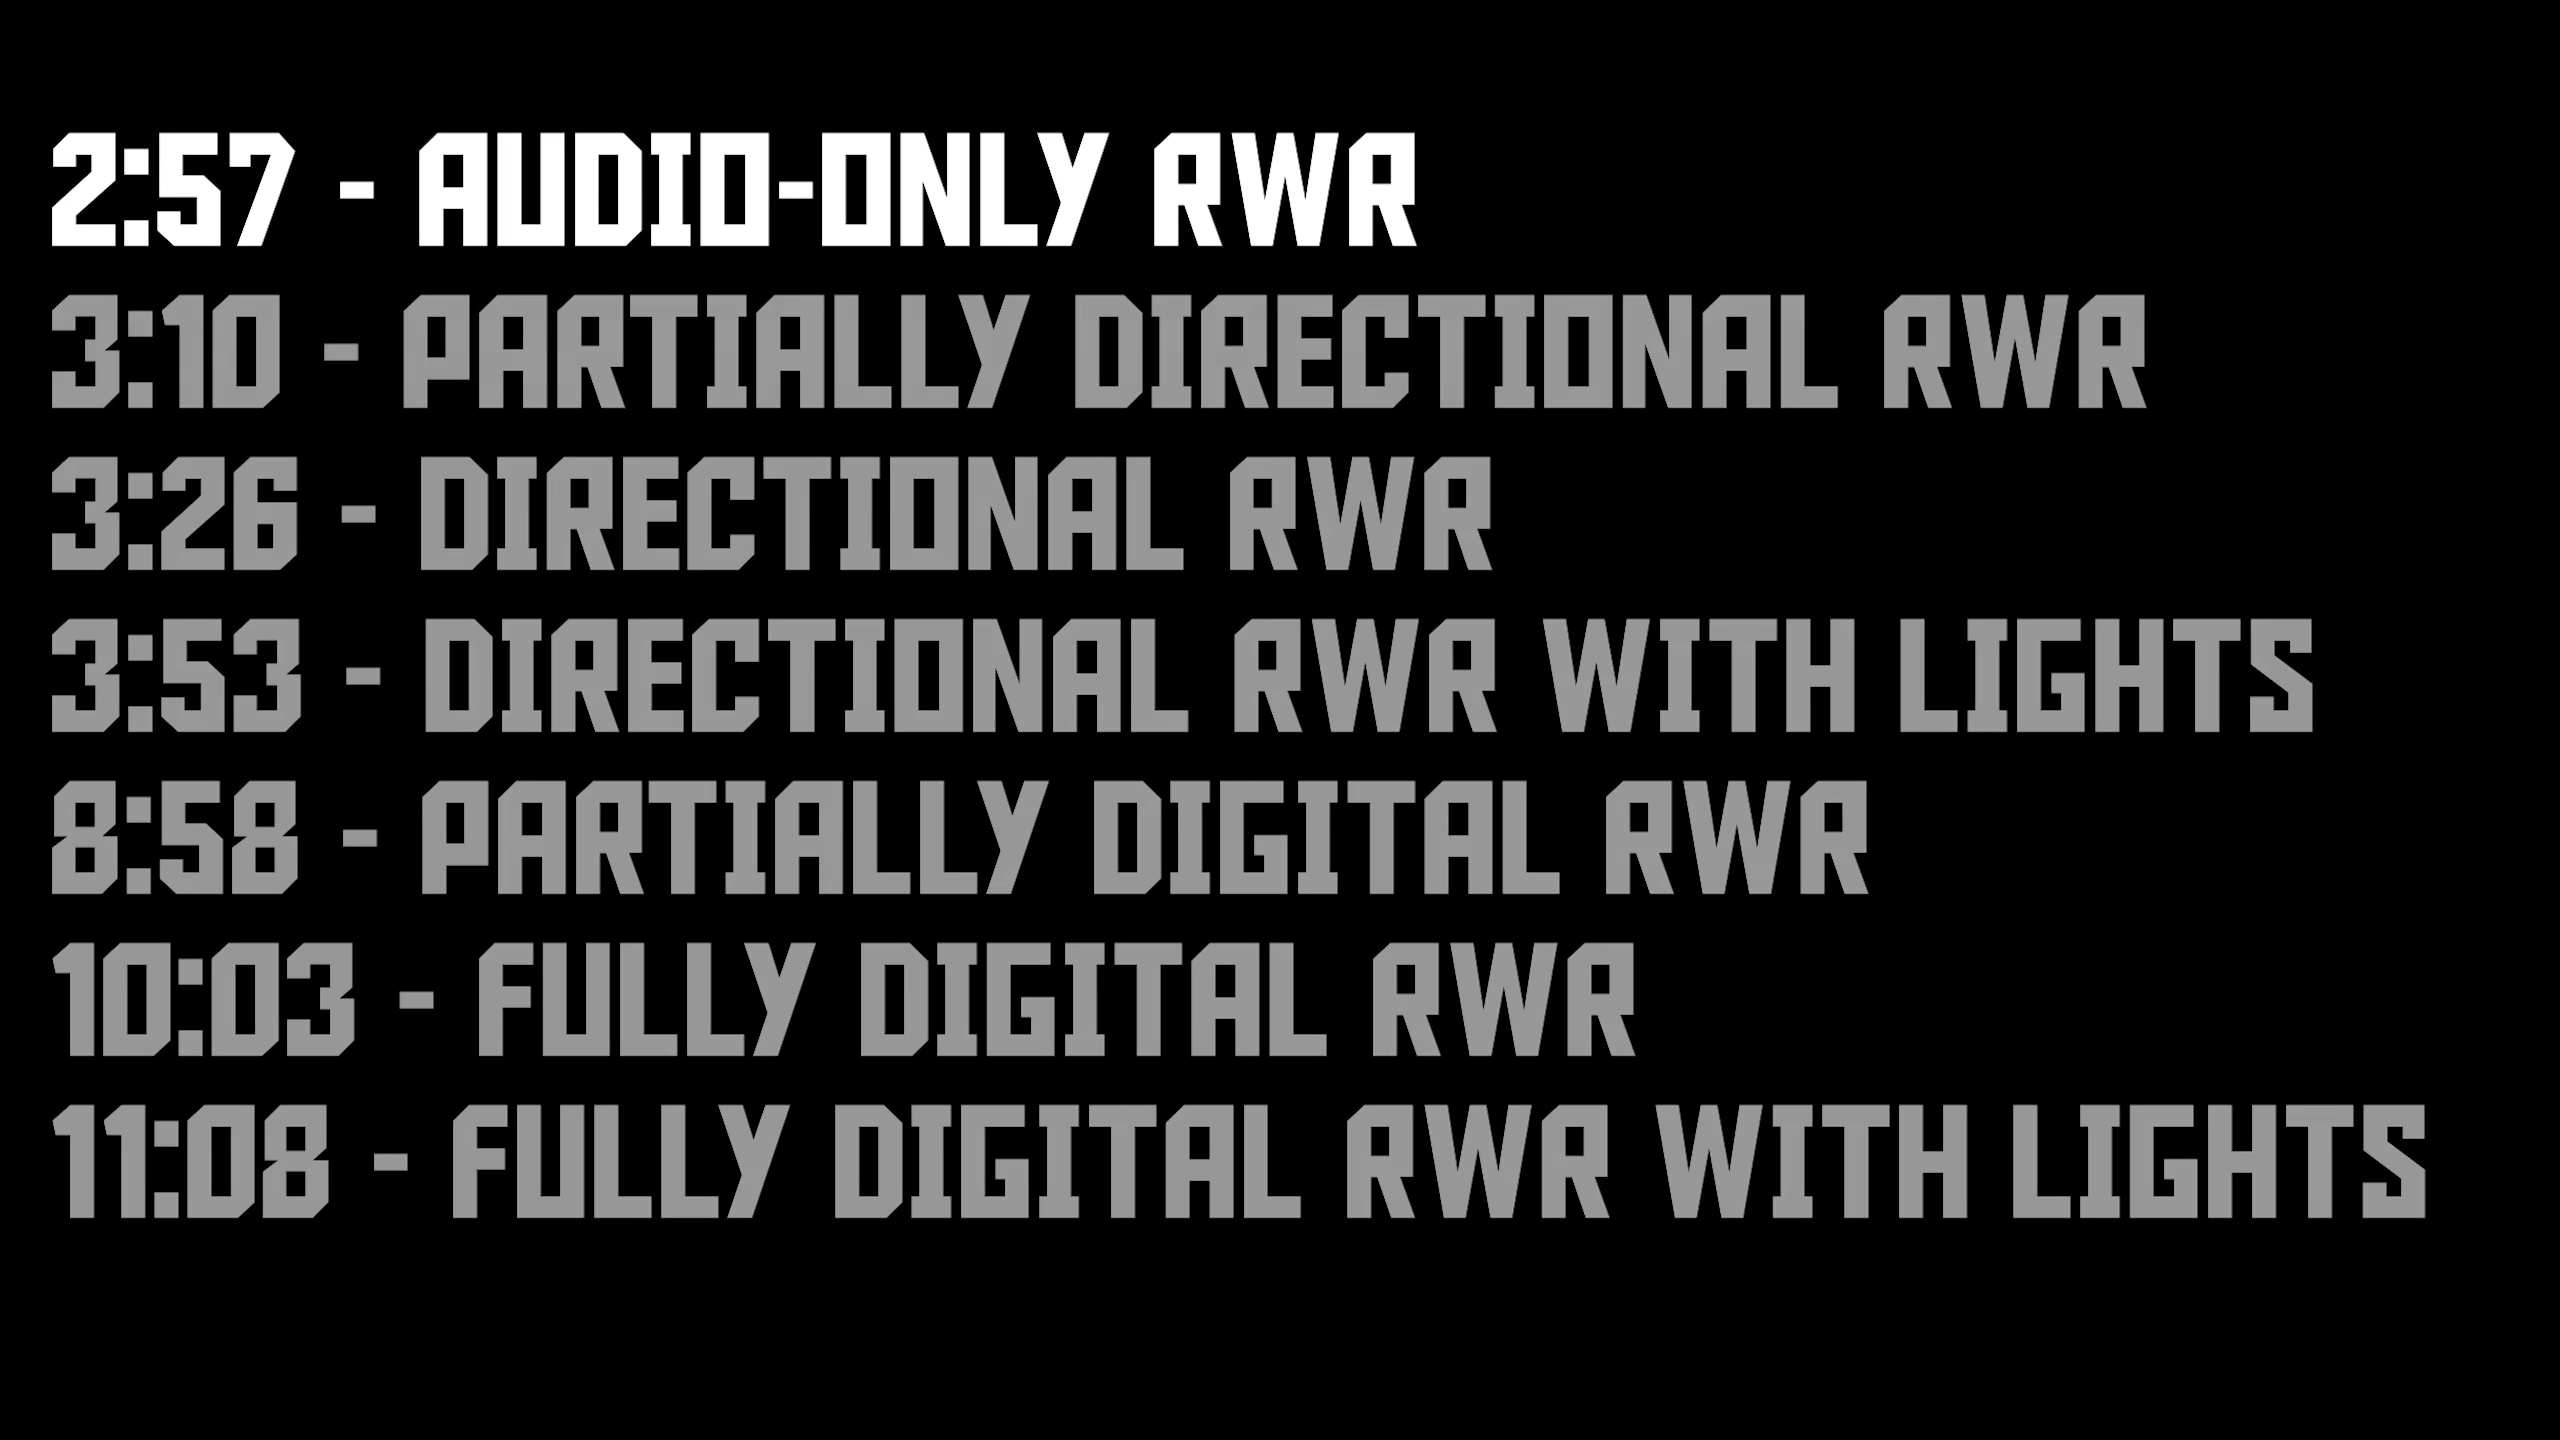 2:57 - AUDIO-ONLY RWR
3:10 - PARTIALLY DIRECTIONAL RWR
3:26 - DIRECTIONAL RWR
3:53 - DIRECTIONAL RWR WITH LIGHTS
8:58 - PARTIALLY DIGITAL RWR
10:03 - FULLY DIGITAL RWR
11:08 - FULLY DIGITAL RWR WITH LIGHTS